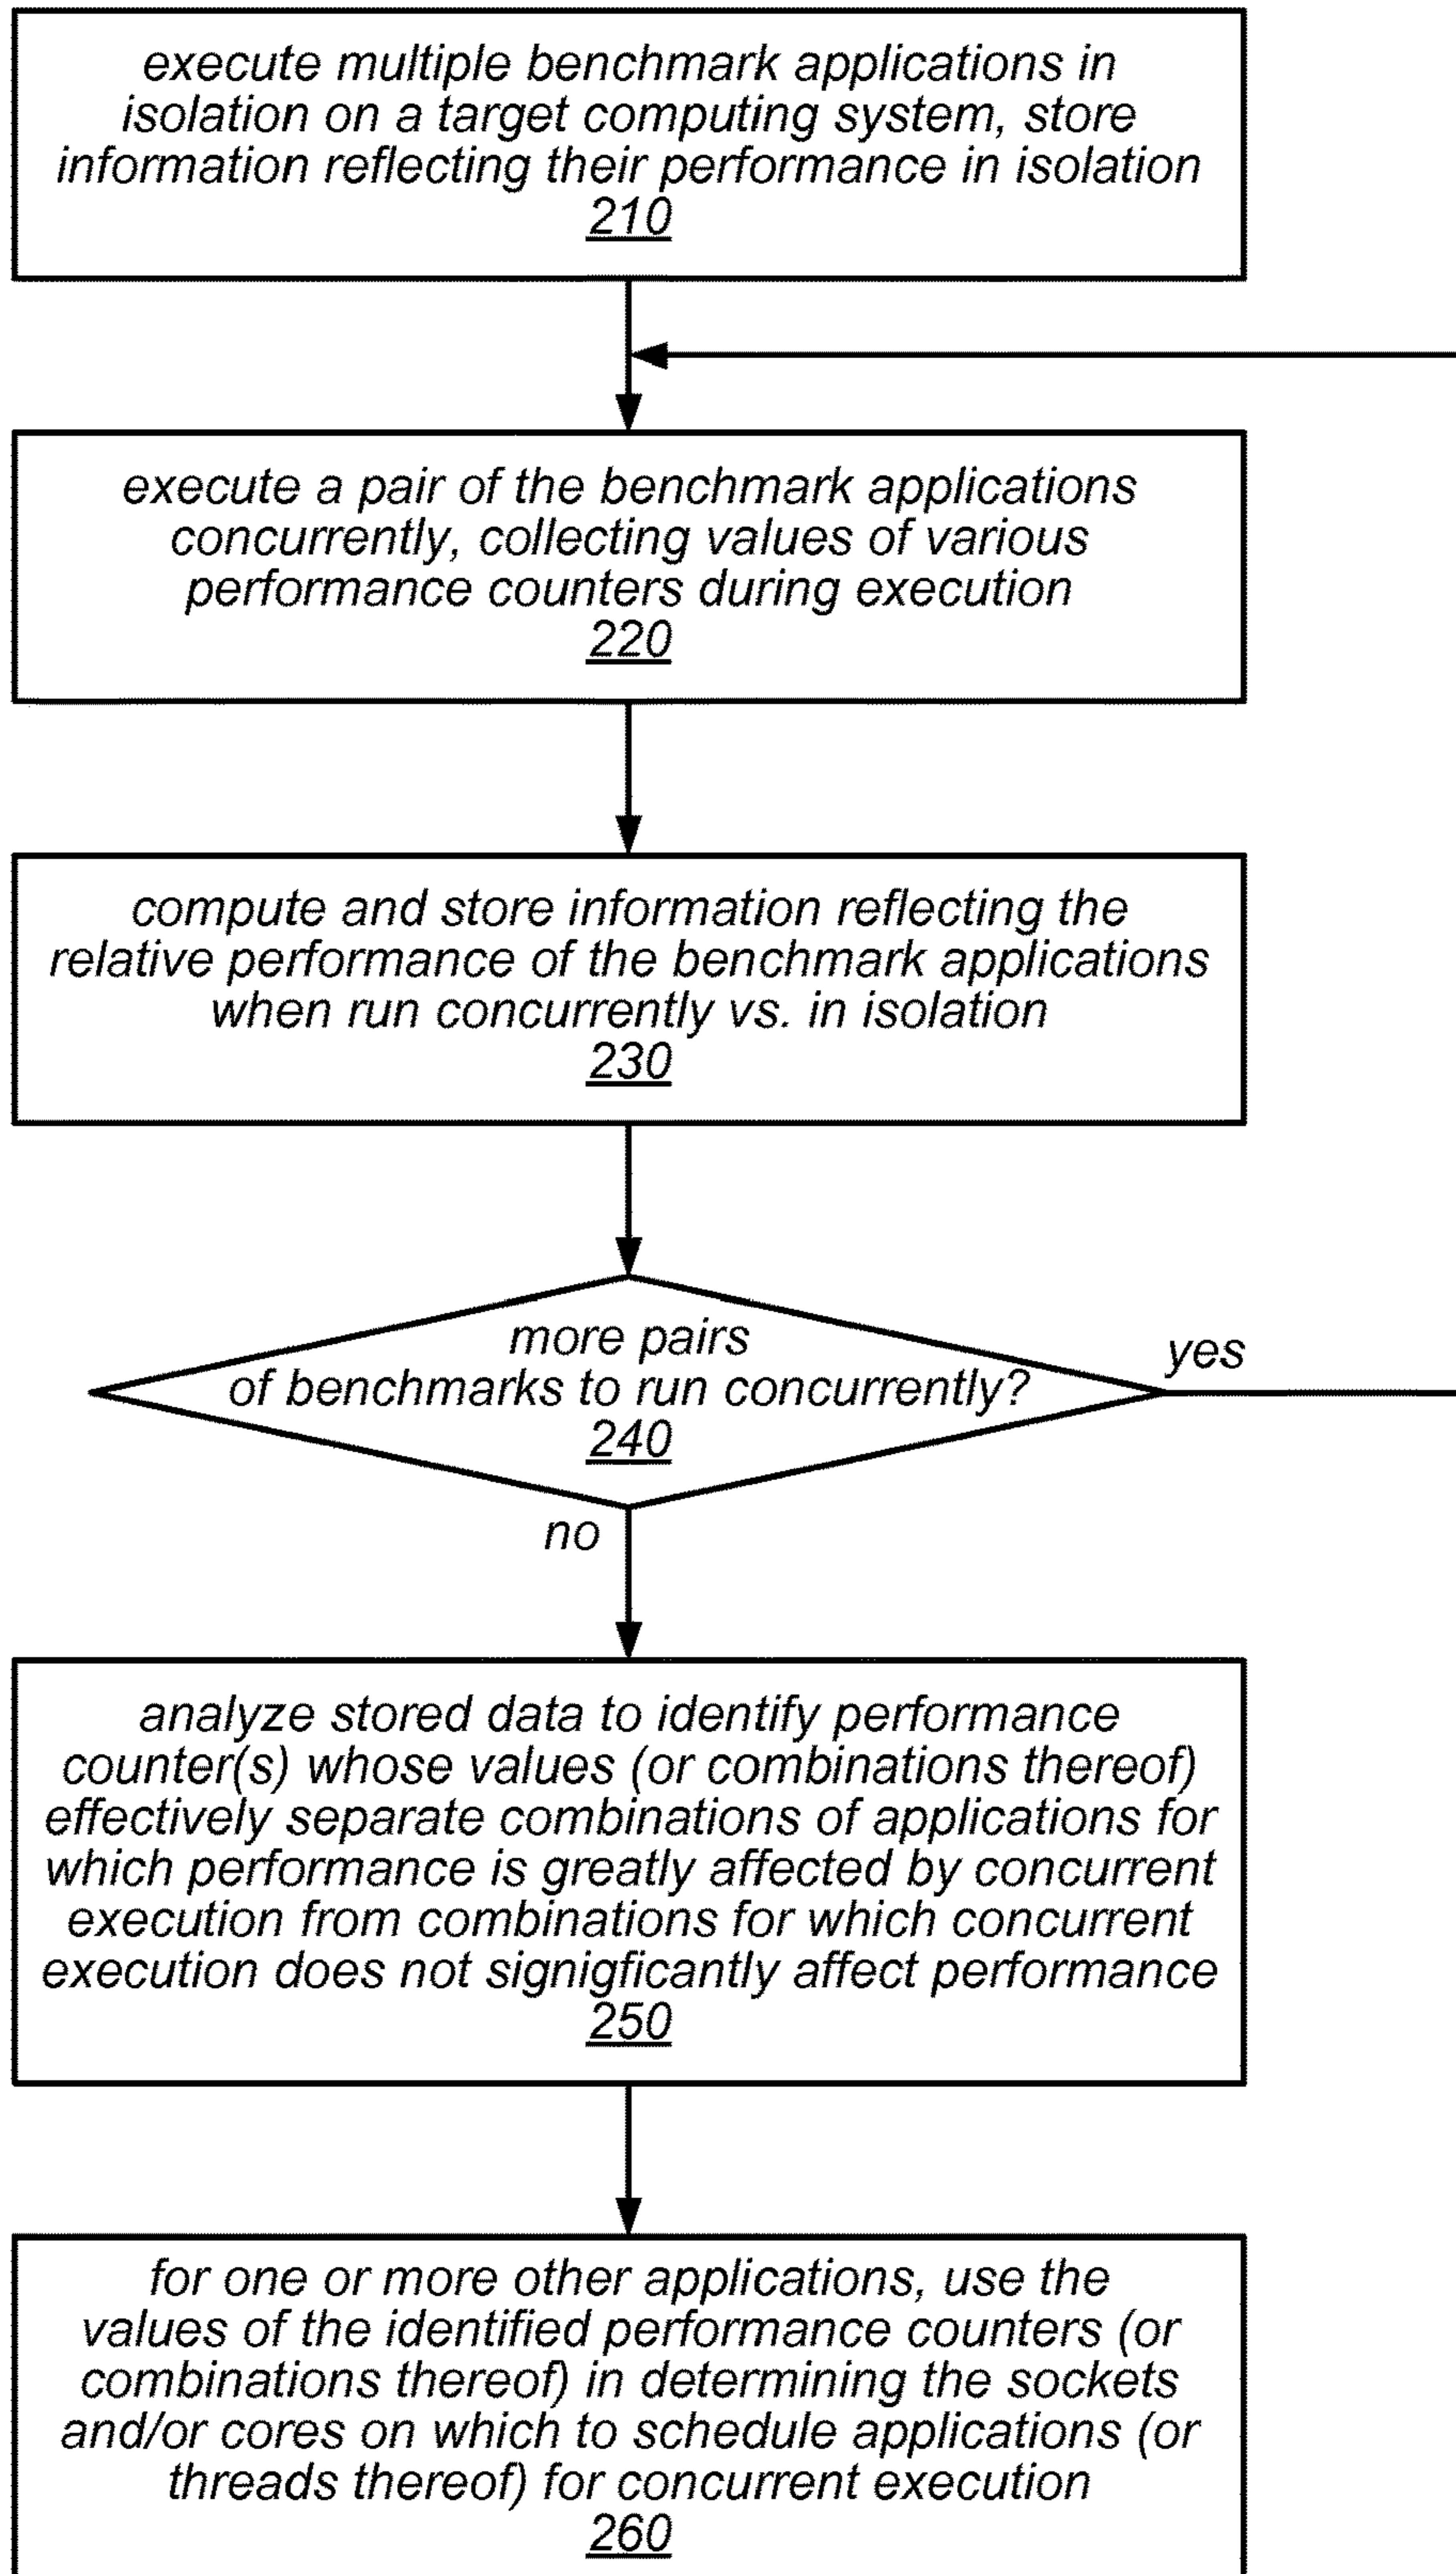 execute multiple benchmark applications in
isolation on a target computing system, store
information reflecting their performance in isolation
210
execute a pair of the benchmark applications
concurrently, collecting values of various
performance counters during execution
220
compute and store information reflecting the
relative performance of the benchmark applications
when run concurrently vs. in isolation
230
more pairs
of benchmarks to run concurrently?
240
yes
no
analyze stored data to identify performance
counter(s) whose values (or combinations thereof)
effectively separate combinations of applications for
which performance is greatly affected by concurrent
execution from combinations for which concurrent
execution does not signigficantly affect performance
250
for one or more other applications, use the
values of the identified performance counters (or
combinations thereof) in determining the sockets
and/or cores on which to schedule applications (or
threads thereof) for concurrent execution
260